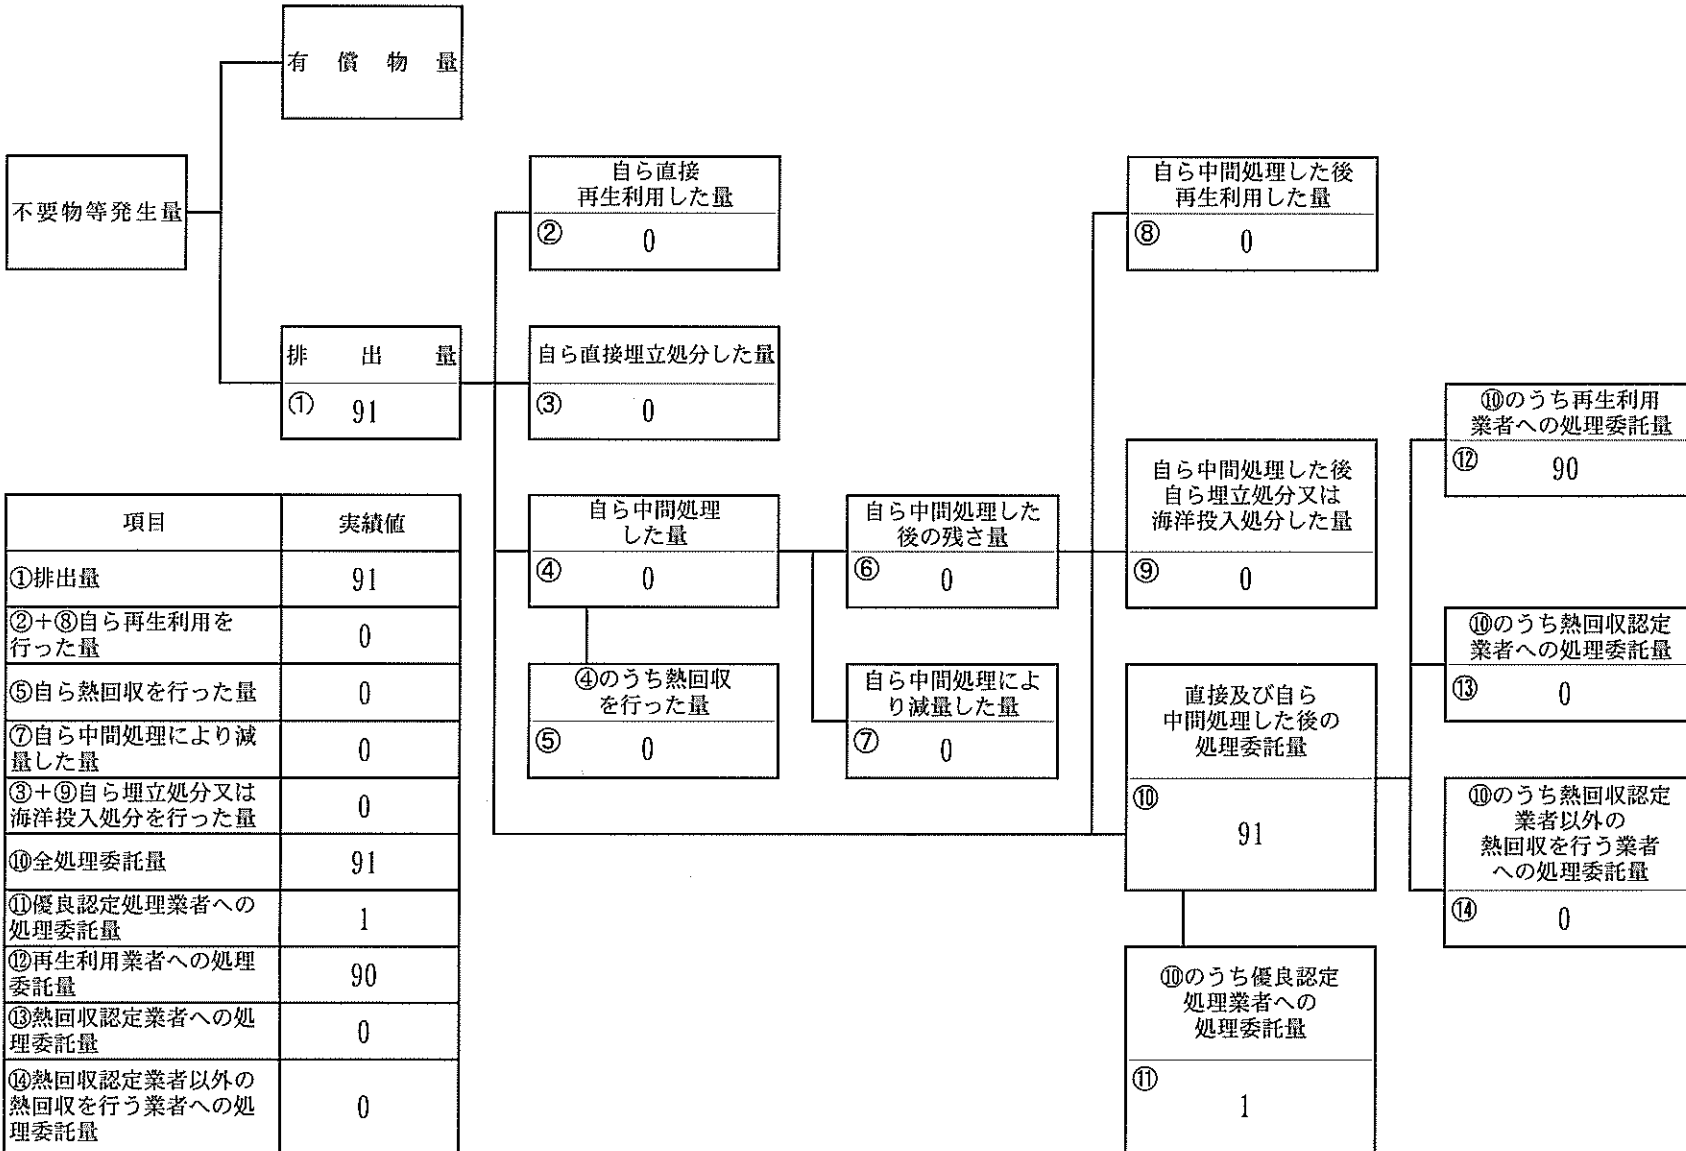 有償物量
不要物等発生量
自ら直接
再生利用した量
② 0
自ら中間処理した後
再生利用した量
⑧ 0
排出量
① 91
自ら直接埋立処分した量
③ 0
⑩のうち再生利用
業者への処理委託量
⑫ 90
自ら中間処理した後
自ら埋立処分又は
海洋投入処分した量
⑨ 0
自ら中間処理
した量
④ 0
自ら中間処理した
後の残さ量
⑥ 0
⑩のうち熱回収認定
業者への処理委託量
⑬ 0
④のうち熱回収
を行った量
⑤ 0
自ら中間処理によ
り減量した量
⑦ 0
直接及び自ら
中間処理した後の
処理委託量
⑩
91
⑩のうち熱回収認定
業者以外の
熱回収を行う業者
への処理委託量
⑭ 0
⑩のうち優良認定
処理業者への
処理委託量
⑪
1
項目 実績値
①排出量 91
②+⑧自ら再生利用を
行った量 0
⑤自ら熱回収を行った量 0
⑦自ら中間処理により減
量した量 0
③+⑨自ら埋立処分又は
海洋投入処分を行った量 0
⑩全処理委託量 91
⑪優良認定処理業者への
処理委託量 1
⑫再生利用業者への処理
委託量 90
⑬熱回収認定業者への処
理委託量 0
⑭熱回収認定業者以外の
熱回収を行う業者への処
理委託量 0